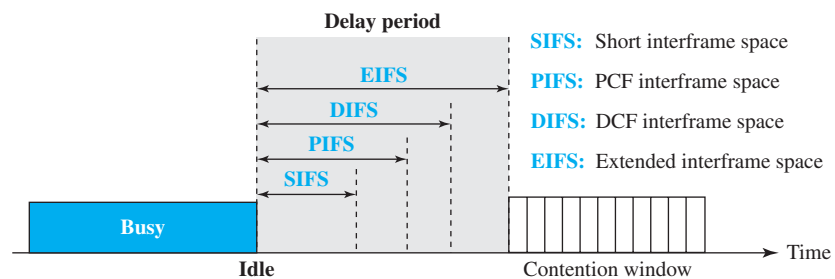 Delay period
EIFS
DIFS
PIFS
SIFS
Busy
Idle
Contention window
Time
SIFS: Short interframe space
PIFS: PCF interframe space
DIFS: DCF interframe space
EIFS: Extended interframe space